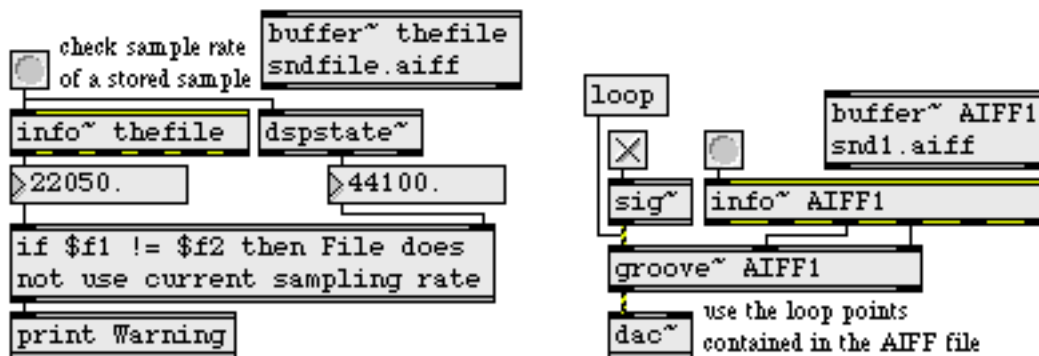 check sample rate
of a stored sample
buffer~ thefile
sndfile.aiff
info~ thefile
dspstate~
22050.
44100.
if $f1 != $f2 then File does
not use current sampling rate
print Warning
loop
buffer~ AIFF1
snd1.aiff
sig~
info~ AIFF1
groove~ AIFF1
dac~
use the loop points
contained in the AIFF file